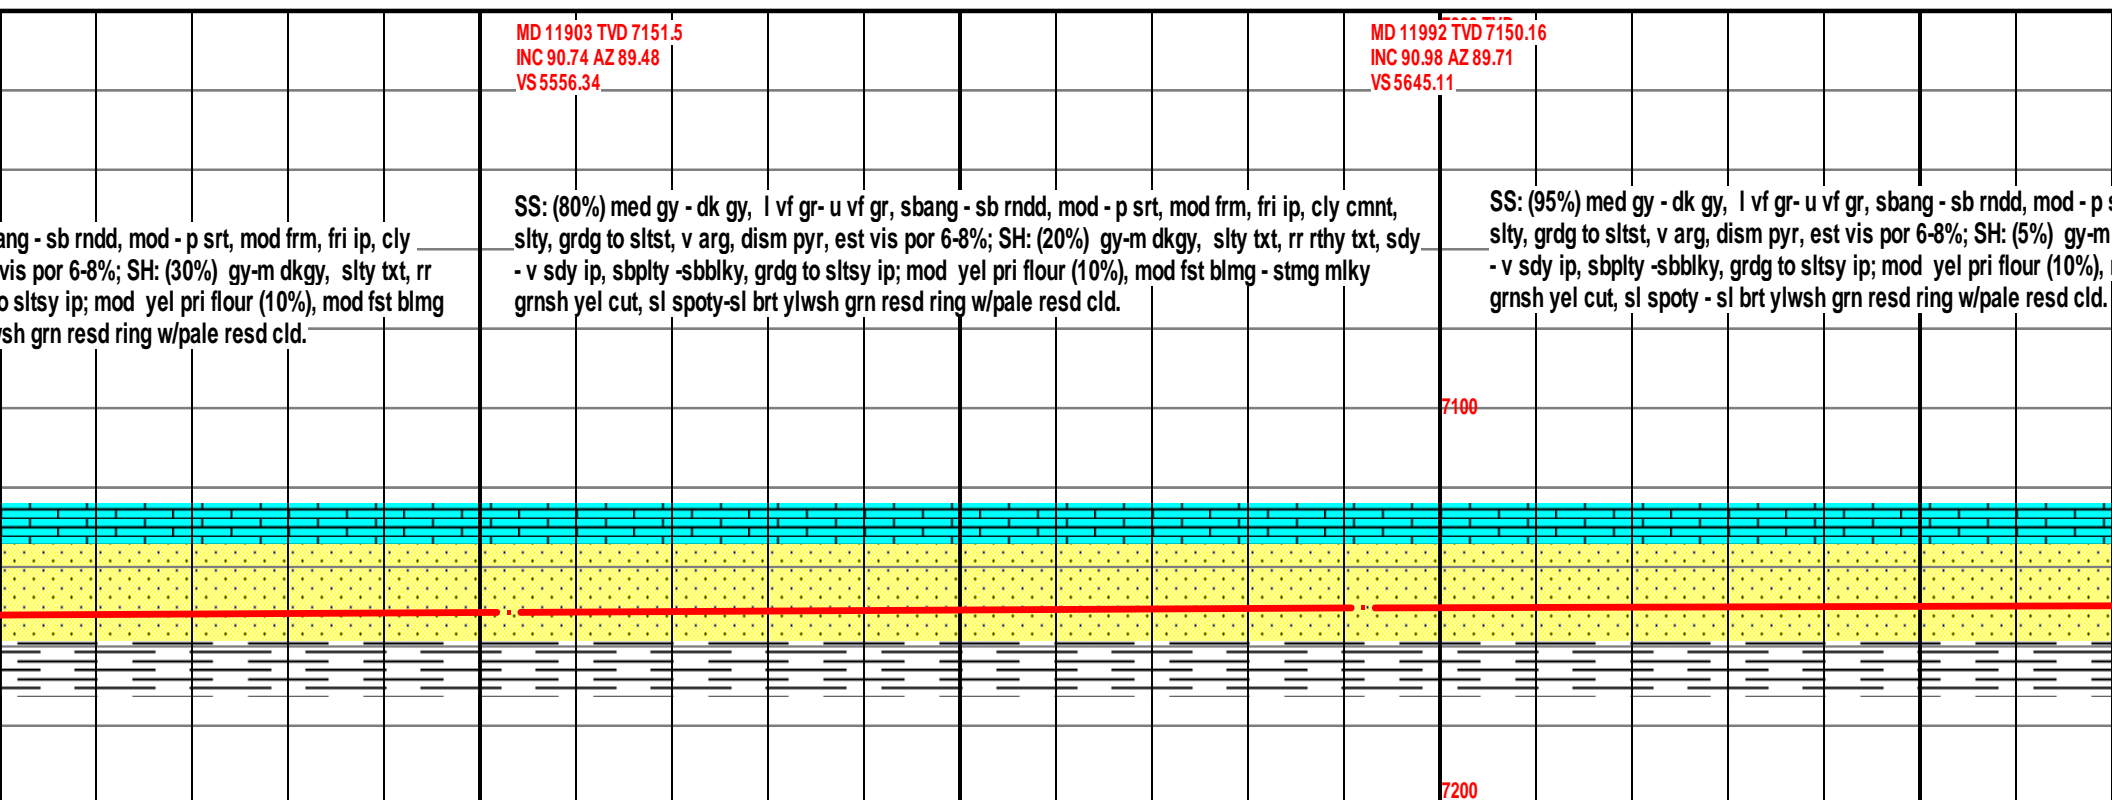 MD 11903 TVD 7151.5
INC 90.74 AZ 89.48
VS 5556.34
MD 11992 TVD 7150.16
INC 90.98 AZ 89.71
VS 5645.11
ang - sb rndd, mod - p srt, mod frm, fri ip, cly
vis por 6-8%; SH: (30%) gy-m dkgy, slty txt, rr
o sltsy ip; mod yel pri flour (10%), mod fst blmg
sh grn resd ring w/pale resd cld.
SS: (80%) med gy - dk gy, l vf gr- u vf gr, sbang - sb rndd, mod - p srt, mod frm, fri ip, cly cmnt,
slty, grdg to sltst, v arg, dism pyr, est vis por 6-8%; SH: (20%) gy-m dkgy, slty txt, rr rthy txt, sdy
- v sdy ip, sbplty -sbblky, grdg to sltsy ip; mod yel pri flour (10%), mod fst blmg - stmg mlky
grnsh yel cut, sl spoty-sl brt ylwsh grn resd ring w/pale resd cld.
SS: (95%) med gy - dk gy, l vf gr- u vf gr, sbang - sb rndd, mod - p
slty, grdg to sltst, v arg, dism pyr, est vis por 6-8%; SH: (5%) gy-m
- v sdy ip, sbplty -sbblky, grdg to sltsy ip; mod yel pri flour (10%),
grnsh yel cut, sl spoty - sl brt ylwsh grn resd ring w/pale resd cld.
7100
7200